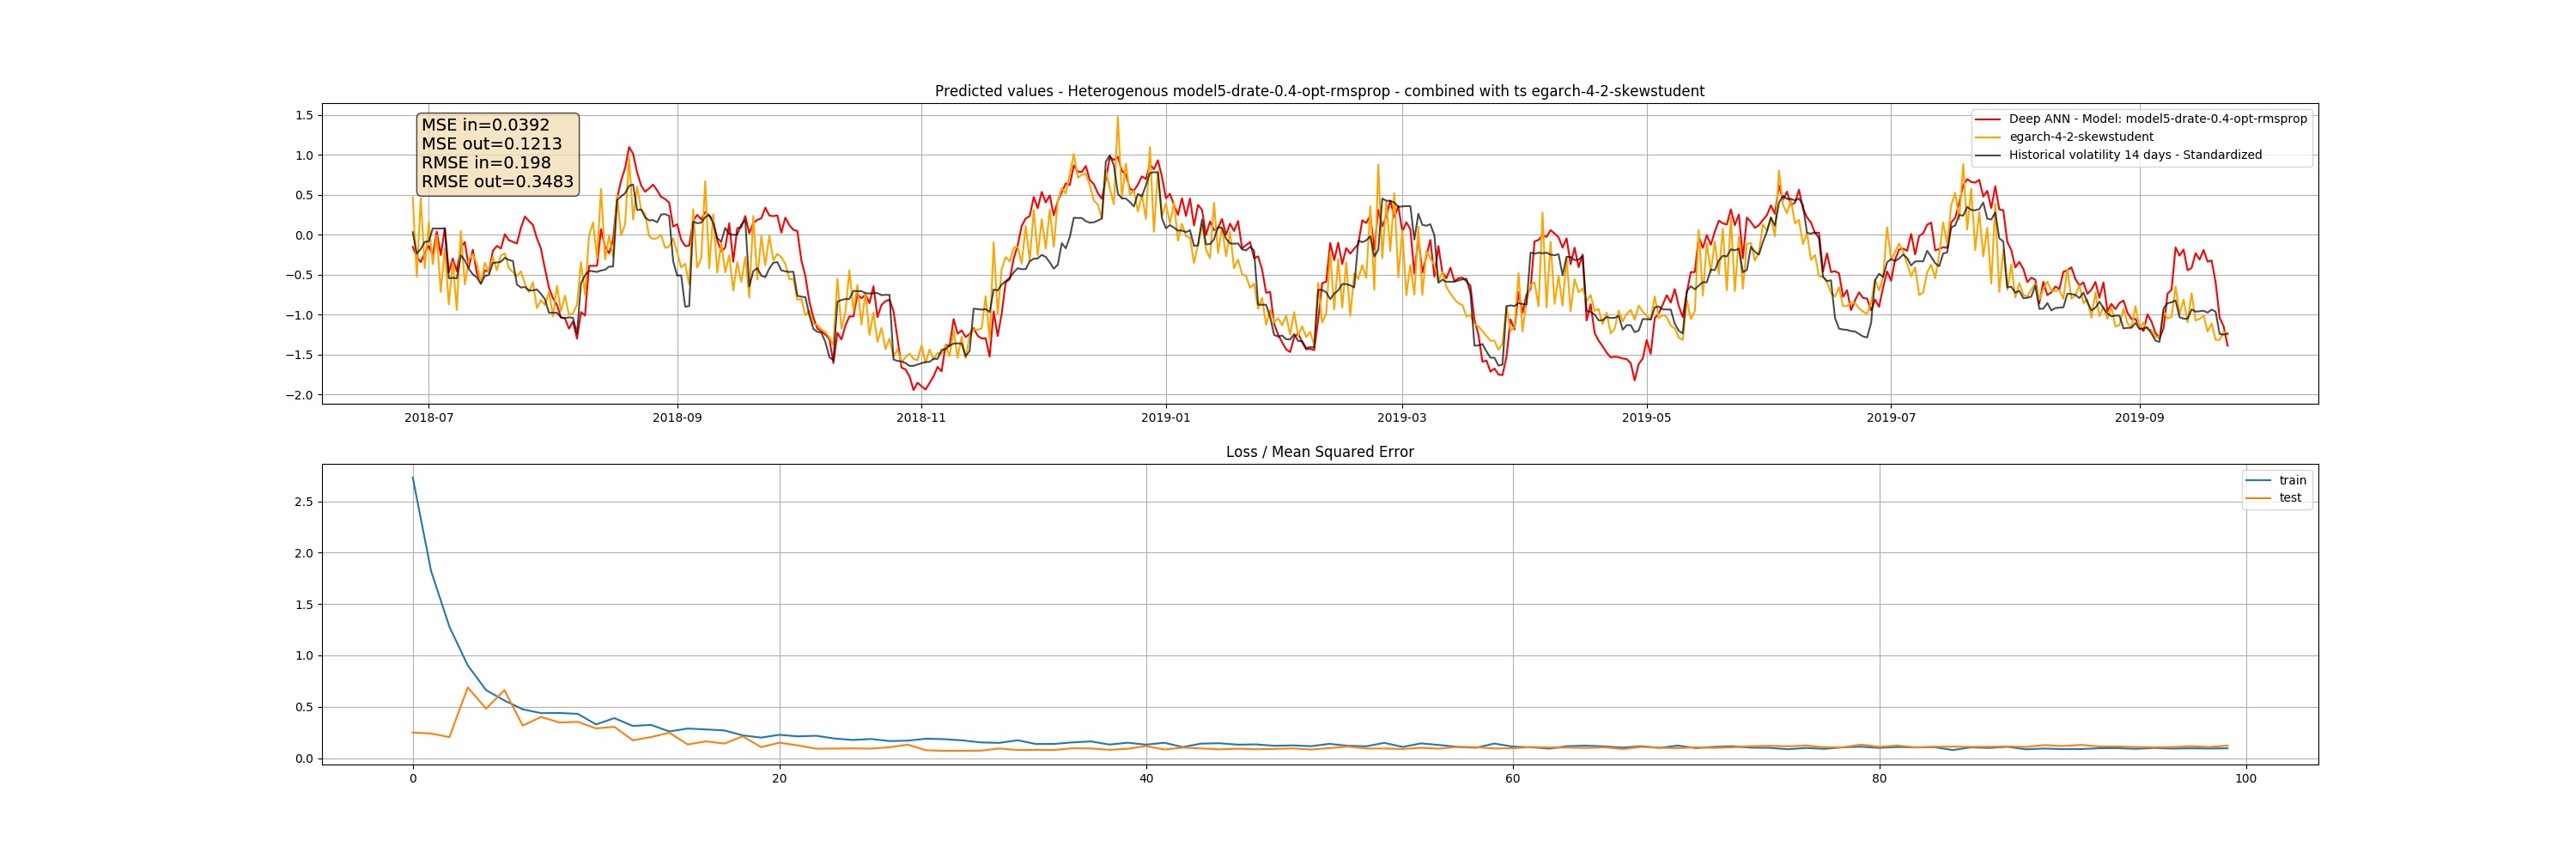 Predicted values - Heterogenous model5-drate-0.4-opt-rmsprop - combined with ts egarch-4-2-skewstudent
MSE in=0.0392
MSE out=0.1213
RMSE in=0.198
RMSE out=0.3483
Deep ANN - Model: model5-drate-0.4-opt-rmsprop
egarch-4-2-skewstudent
Historical volatility 14 days - Standardized
1.5
1.0
0.5
0.0
−0.5
−1.0
−1.5
−2.0
2018-07 2018-09 2018-11 2019-01 2019-03 2019-05 2019-07 2019-09
Loss / Mean Squared Error
train
test
2.5
2.0
1.5
1.0
0.5
0.0
0 20 40 60 80 100